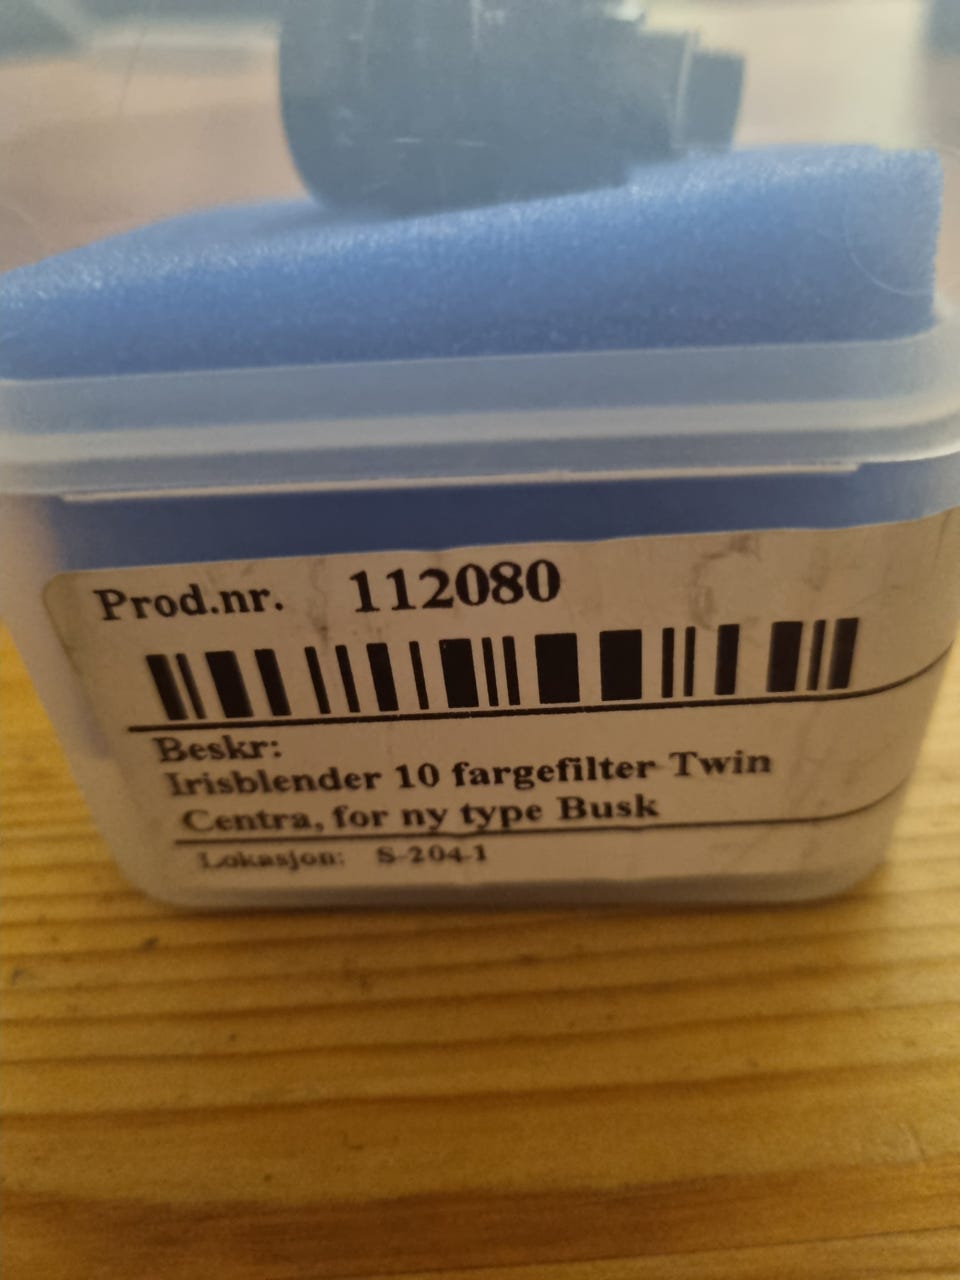 Prod.nr. 112080
Beskr:
Irisblender 10 fargefilter Twin
Centra, for ny type Busk
Lokasjon: S-204-1